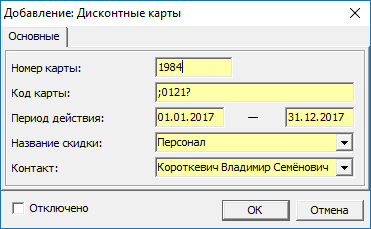 Добавление: Дисконтные карты
Основные
Номер карты: 1984
Код карты: ;0121?
Период действия: 01.01.2017 — 31.12.2017
Название скидки: Персонал
Контакт: Короткевич Владимир Семёнович
Отключено OK Отмена